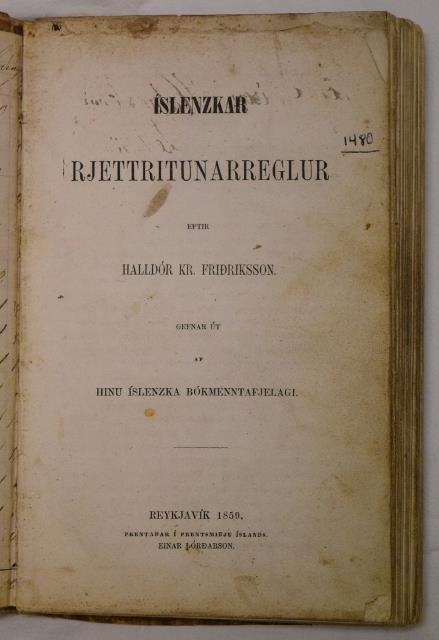 ÍSLENZKAR
1480
RJETTRITUNARREGLUR
EPTIR
HALLDÓR KR. FRIÐRIKSSON.
GEFNAR ÚT
AF
HINU ÍSLENZKA BÓKMENNTAFJELAGI.
REYKJAVÍK 1859.
PRENTAÐAR Í PRENTSMIÐJU ÍSLANDS.
EINAR ÞÓRÐARSON.